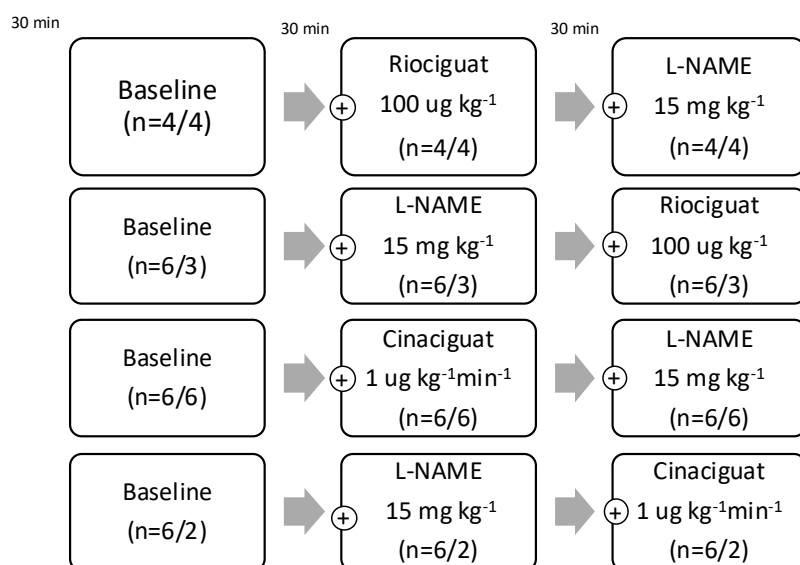 30 min
30 min
30 min
Baseline
(n=4/4)
+
Riociguat
100 ug kg⁻¹
(n=4/4)
+
L-NAME
15 mg kg⁻¹
(n=4/4)
Baseline
(n=6/3)
+
L-NAME
15 mg kg⁻¹
(n=6/3)
+
Riociguat
100 ug kg⁻¹
(n=6/3)
Baseline
(n=6/6)
+
Cinaciguat
1 ug kg⁻¹min⁻¹
(n=6/6)
+
L-NAME
15 mg kg⁻¹
(n=6/6)
Baseline
(n=6/2)
+
L-NAME
15 mg kg⁻¹
(n=6/2)
+
Cinaciguat
1 ug kg⁻¹min⁻¹
(n=6/2)